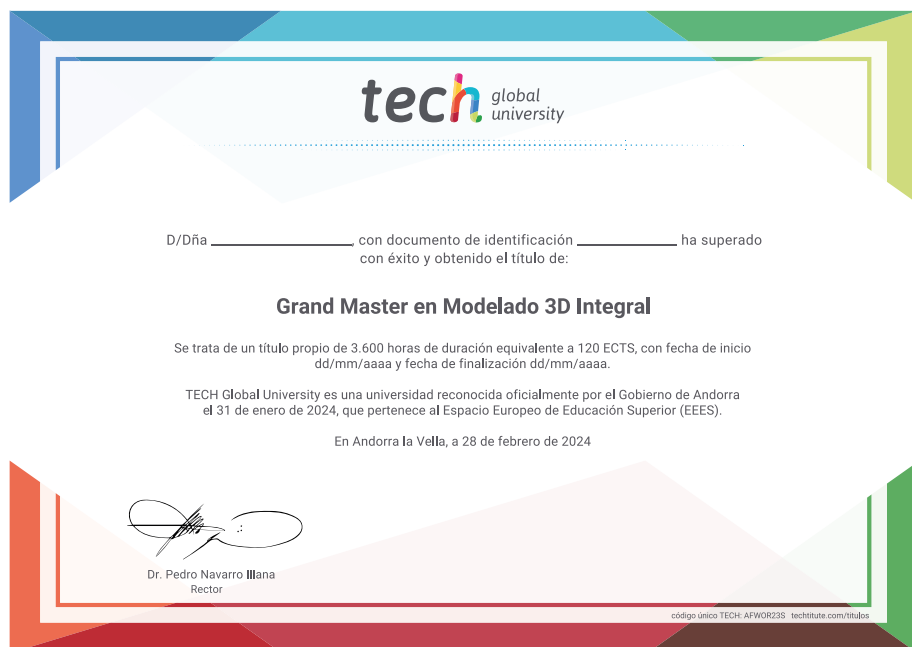 tech global university
D/Dña ________________, con documento de identificación ____________ ha superado
con éxito y obtenido el título de:
Grand Master en Modelado 3D Integral
Se trata de un título propio de 3.600 horas de duración equivalente a 120 ECTS, con fecha de inicio
dd/mm/aaaa y fecha de finalización dd/mm/aaaa.
TECH Global University es una universidad reconocida oficialmente por el Gobierno de Andorra
el 31 de enero de 2024, que pertenece al Espacio Europeo de Educación Superior (EEES).
En Andorra la Vella, a 28 de febrero de 2024
Dr. Pedro Navarro Illana
Rector
código único TECH: AFWOR23S techtitute.com/titulos